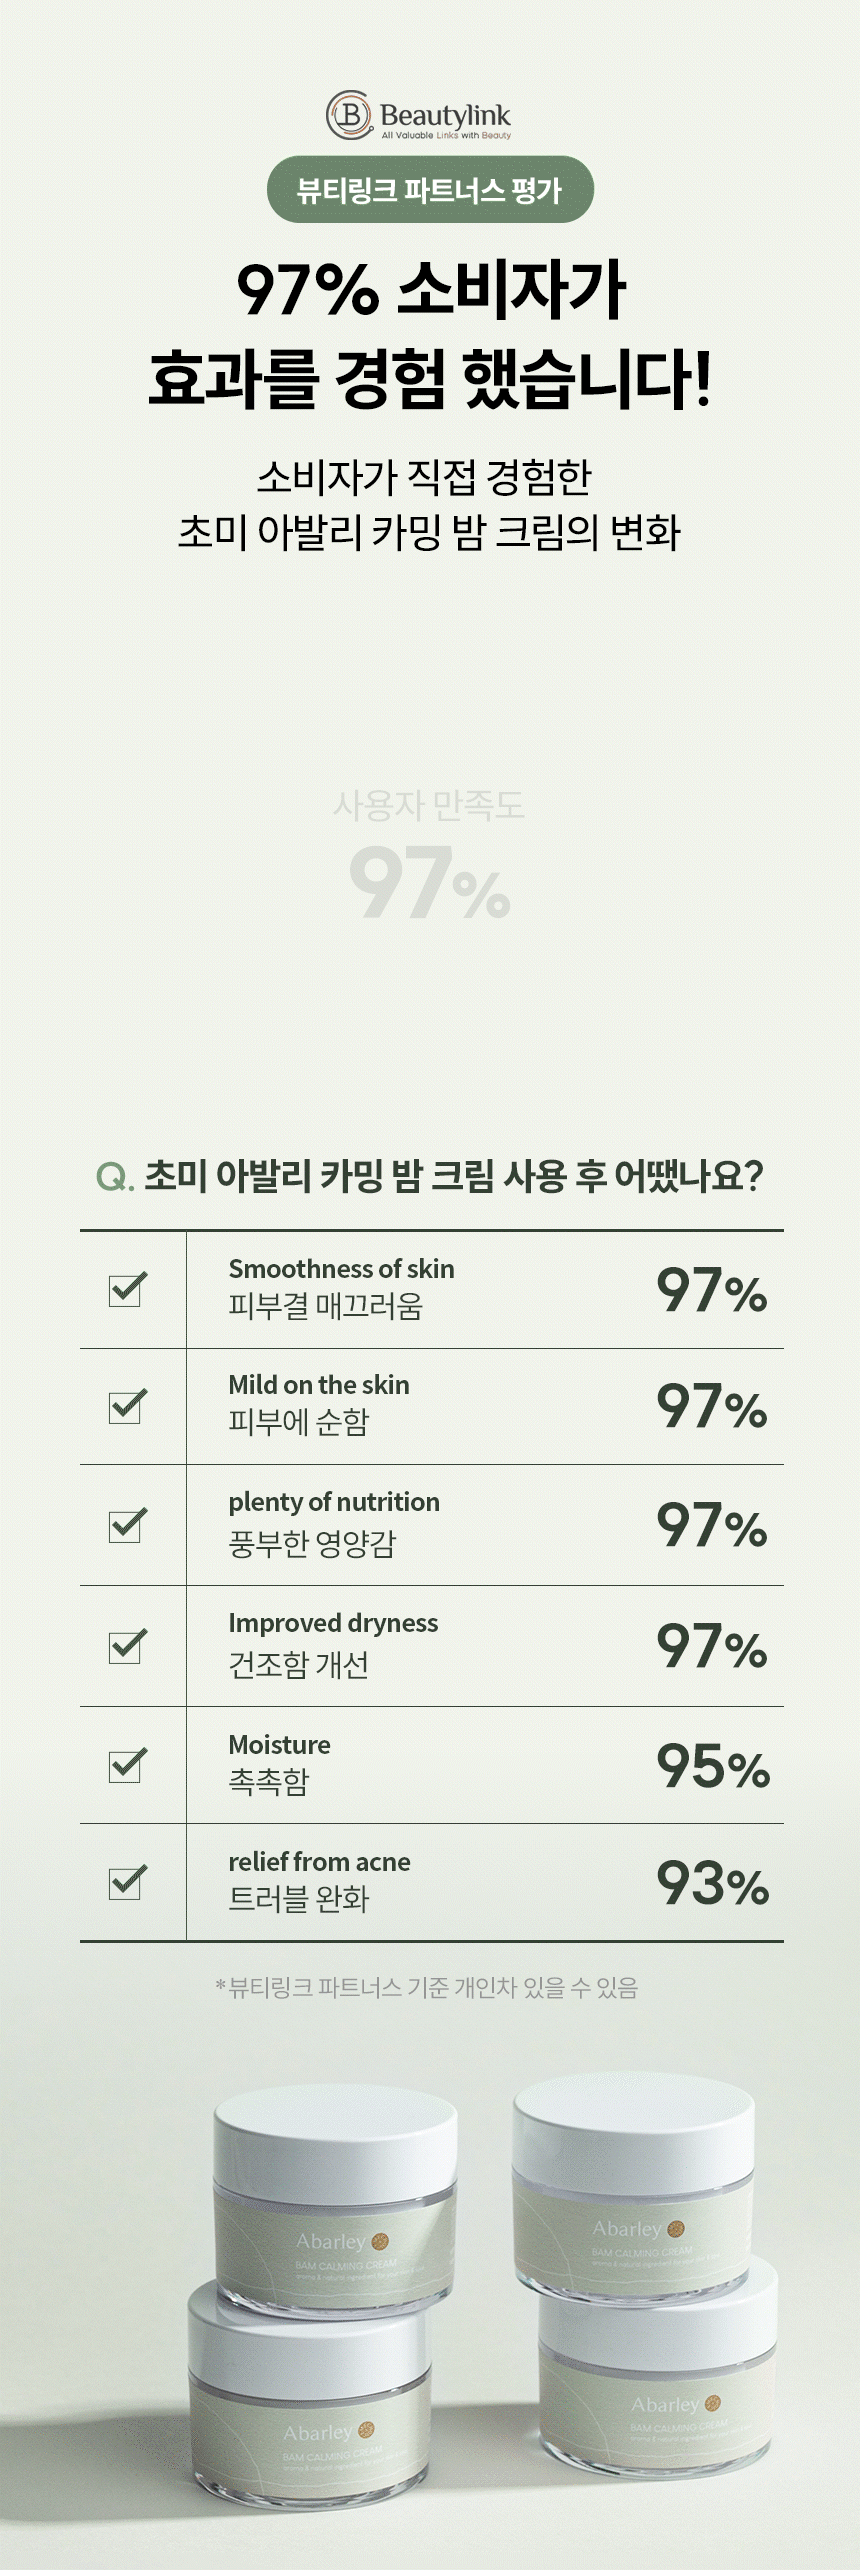 B Beautylink
All Valuable Links with Beauty
뷰티링크 파트너스 평가
97% 소비자가
효과를 경험 했습니다!
소비자가 직접 경험한
초미 아발리 카밍 밤 크림의 변화
사용자 만족도
97%
Q. 초미 아발리 카밍 밤 크림 사용 후 어땠나요?
Smoothness of skin
피부결 매끄러움
97%
Mild on the skin
피부에 순함
97%
plenty of nutrition
풍부한 영양감
97%
Improved dryness
건조함 개선
97%
Moisture
촉촉함
95%
relief from acne
트러블 완화
93%
*뷰티링크 파트너스 기준 개인차 있을 수 있음
Abarley
BAM CALMING CREAM
Abarley
BAM CALMING CREAM
Abarley
BAM CALMING CREAM
Abarley
BAM CALMING CREAM